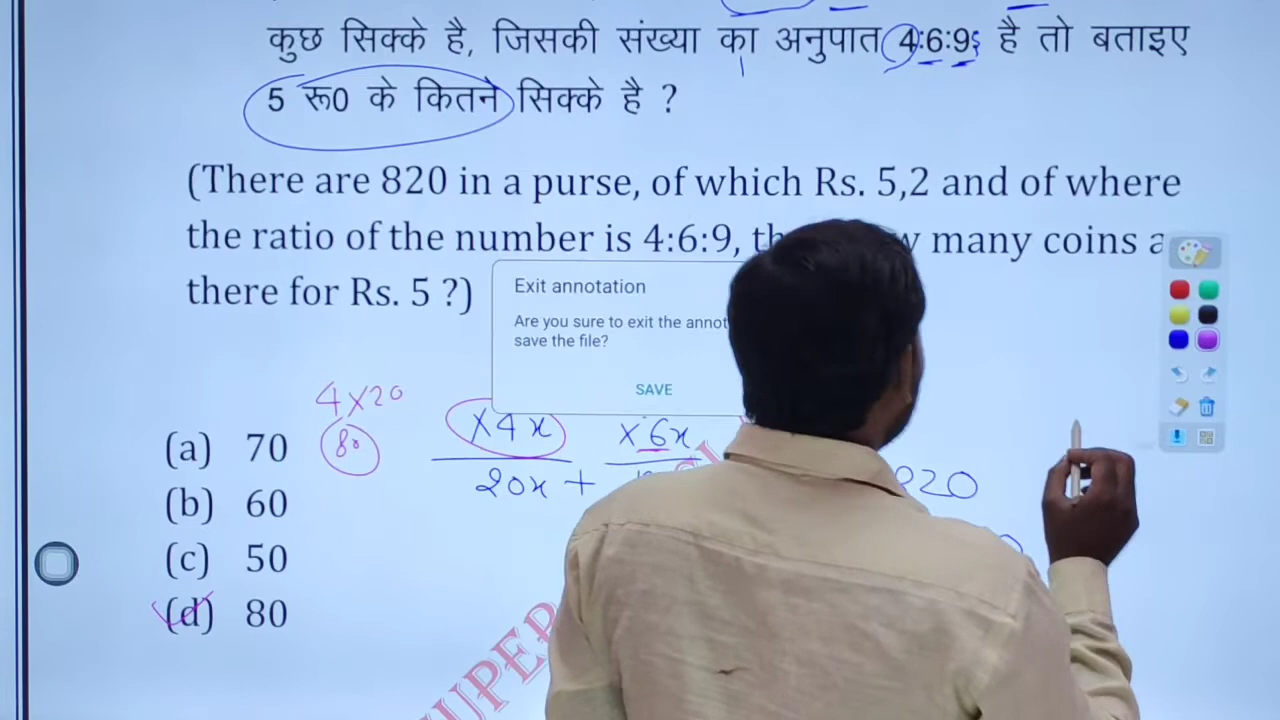 कुछ सिक्के है, जिसकी संख्या का अनुपात 4:6:9 है तो बताइए
5 रू0 के कितने सिक्के है ?
(There are 820 in a purse, of which Rs. 5,2 and of where
the ratio of the number is 4:6:9, many coins
there for Rs. 5 ?)
Exit annotation
Are you sure to exit the
save the file?
SAVE
4×20
80
×4x ×6x
20x +
820
(a) 70
(b) 60
(c) 50
(d) 80